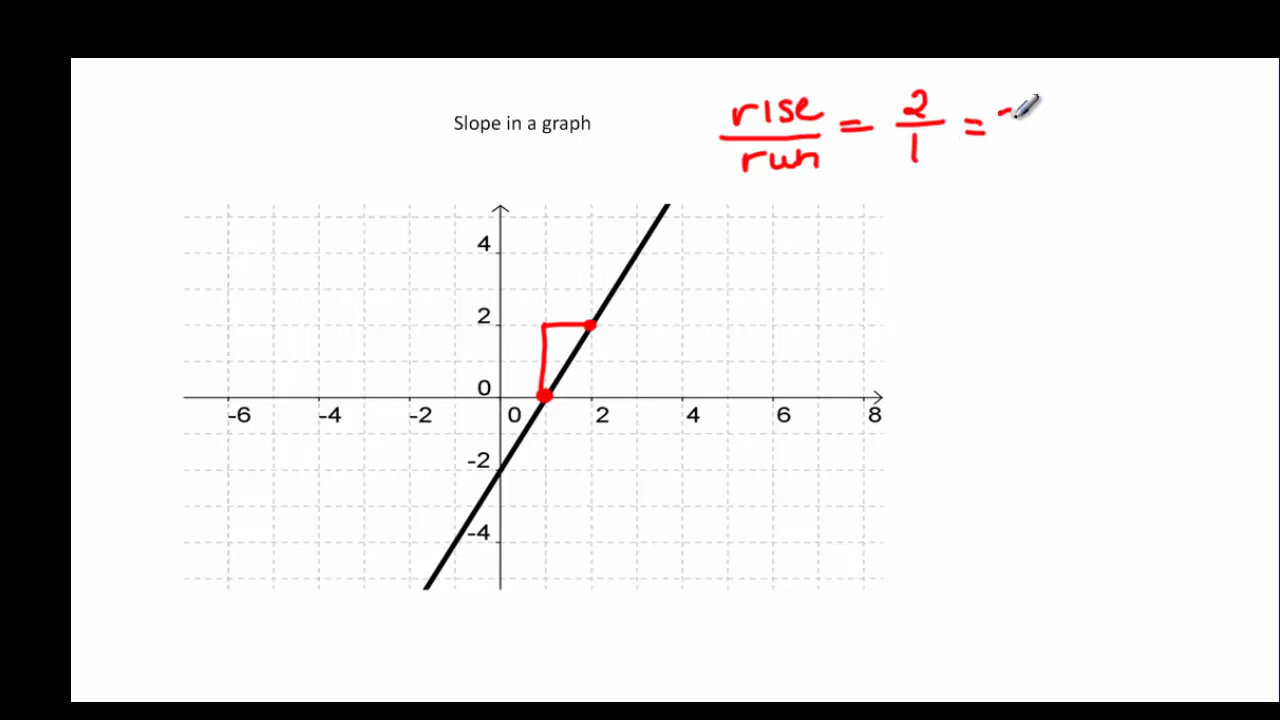 Slope in a graph
rise
run
= 2/1 =
4
2
0
-2
-4
-6 -4 -2 0 2 4 6 8